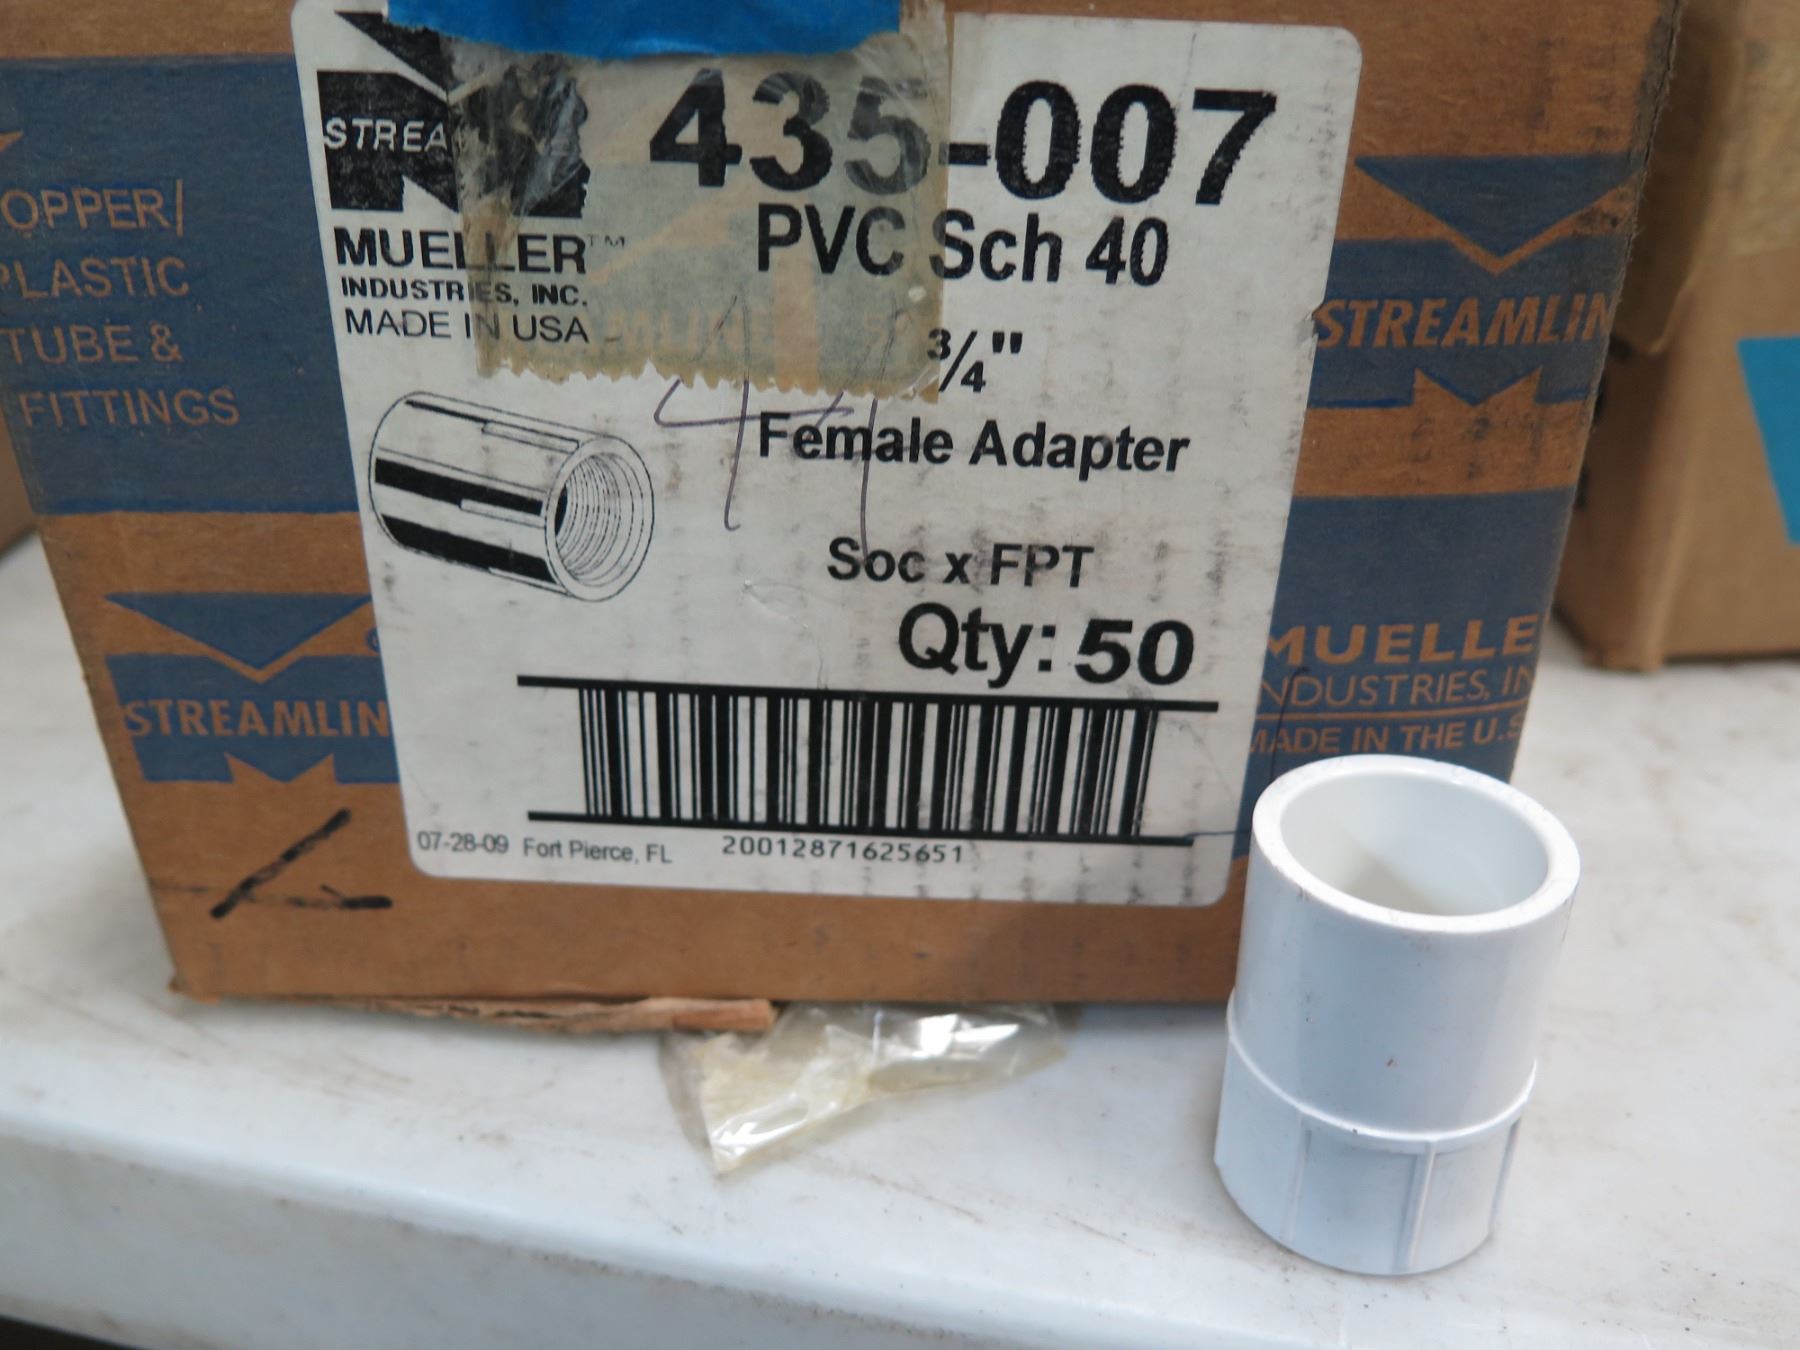 435-007
STREA
PVC Sch 40
MUELLER™
INDUSTRIES, INC.
MADE IN USA
3/4"
Female Adapter
Soc x FPT
Qty: 50
07-28-09 Fort Pierce, FL
20012871625651
44
OPPER/
PLASTIC
TUBE &
FITTINGS
STREAMLIN
STREAMLIN
MUELLE
INDUSTRIES, IN
MADE IN THE U.S